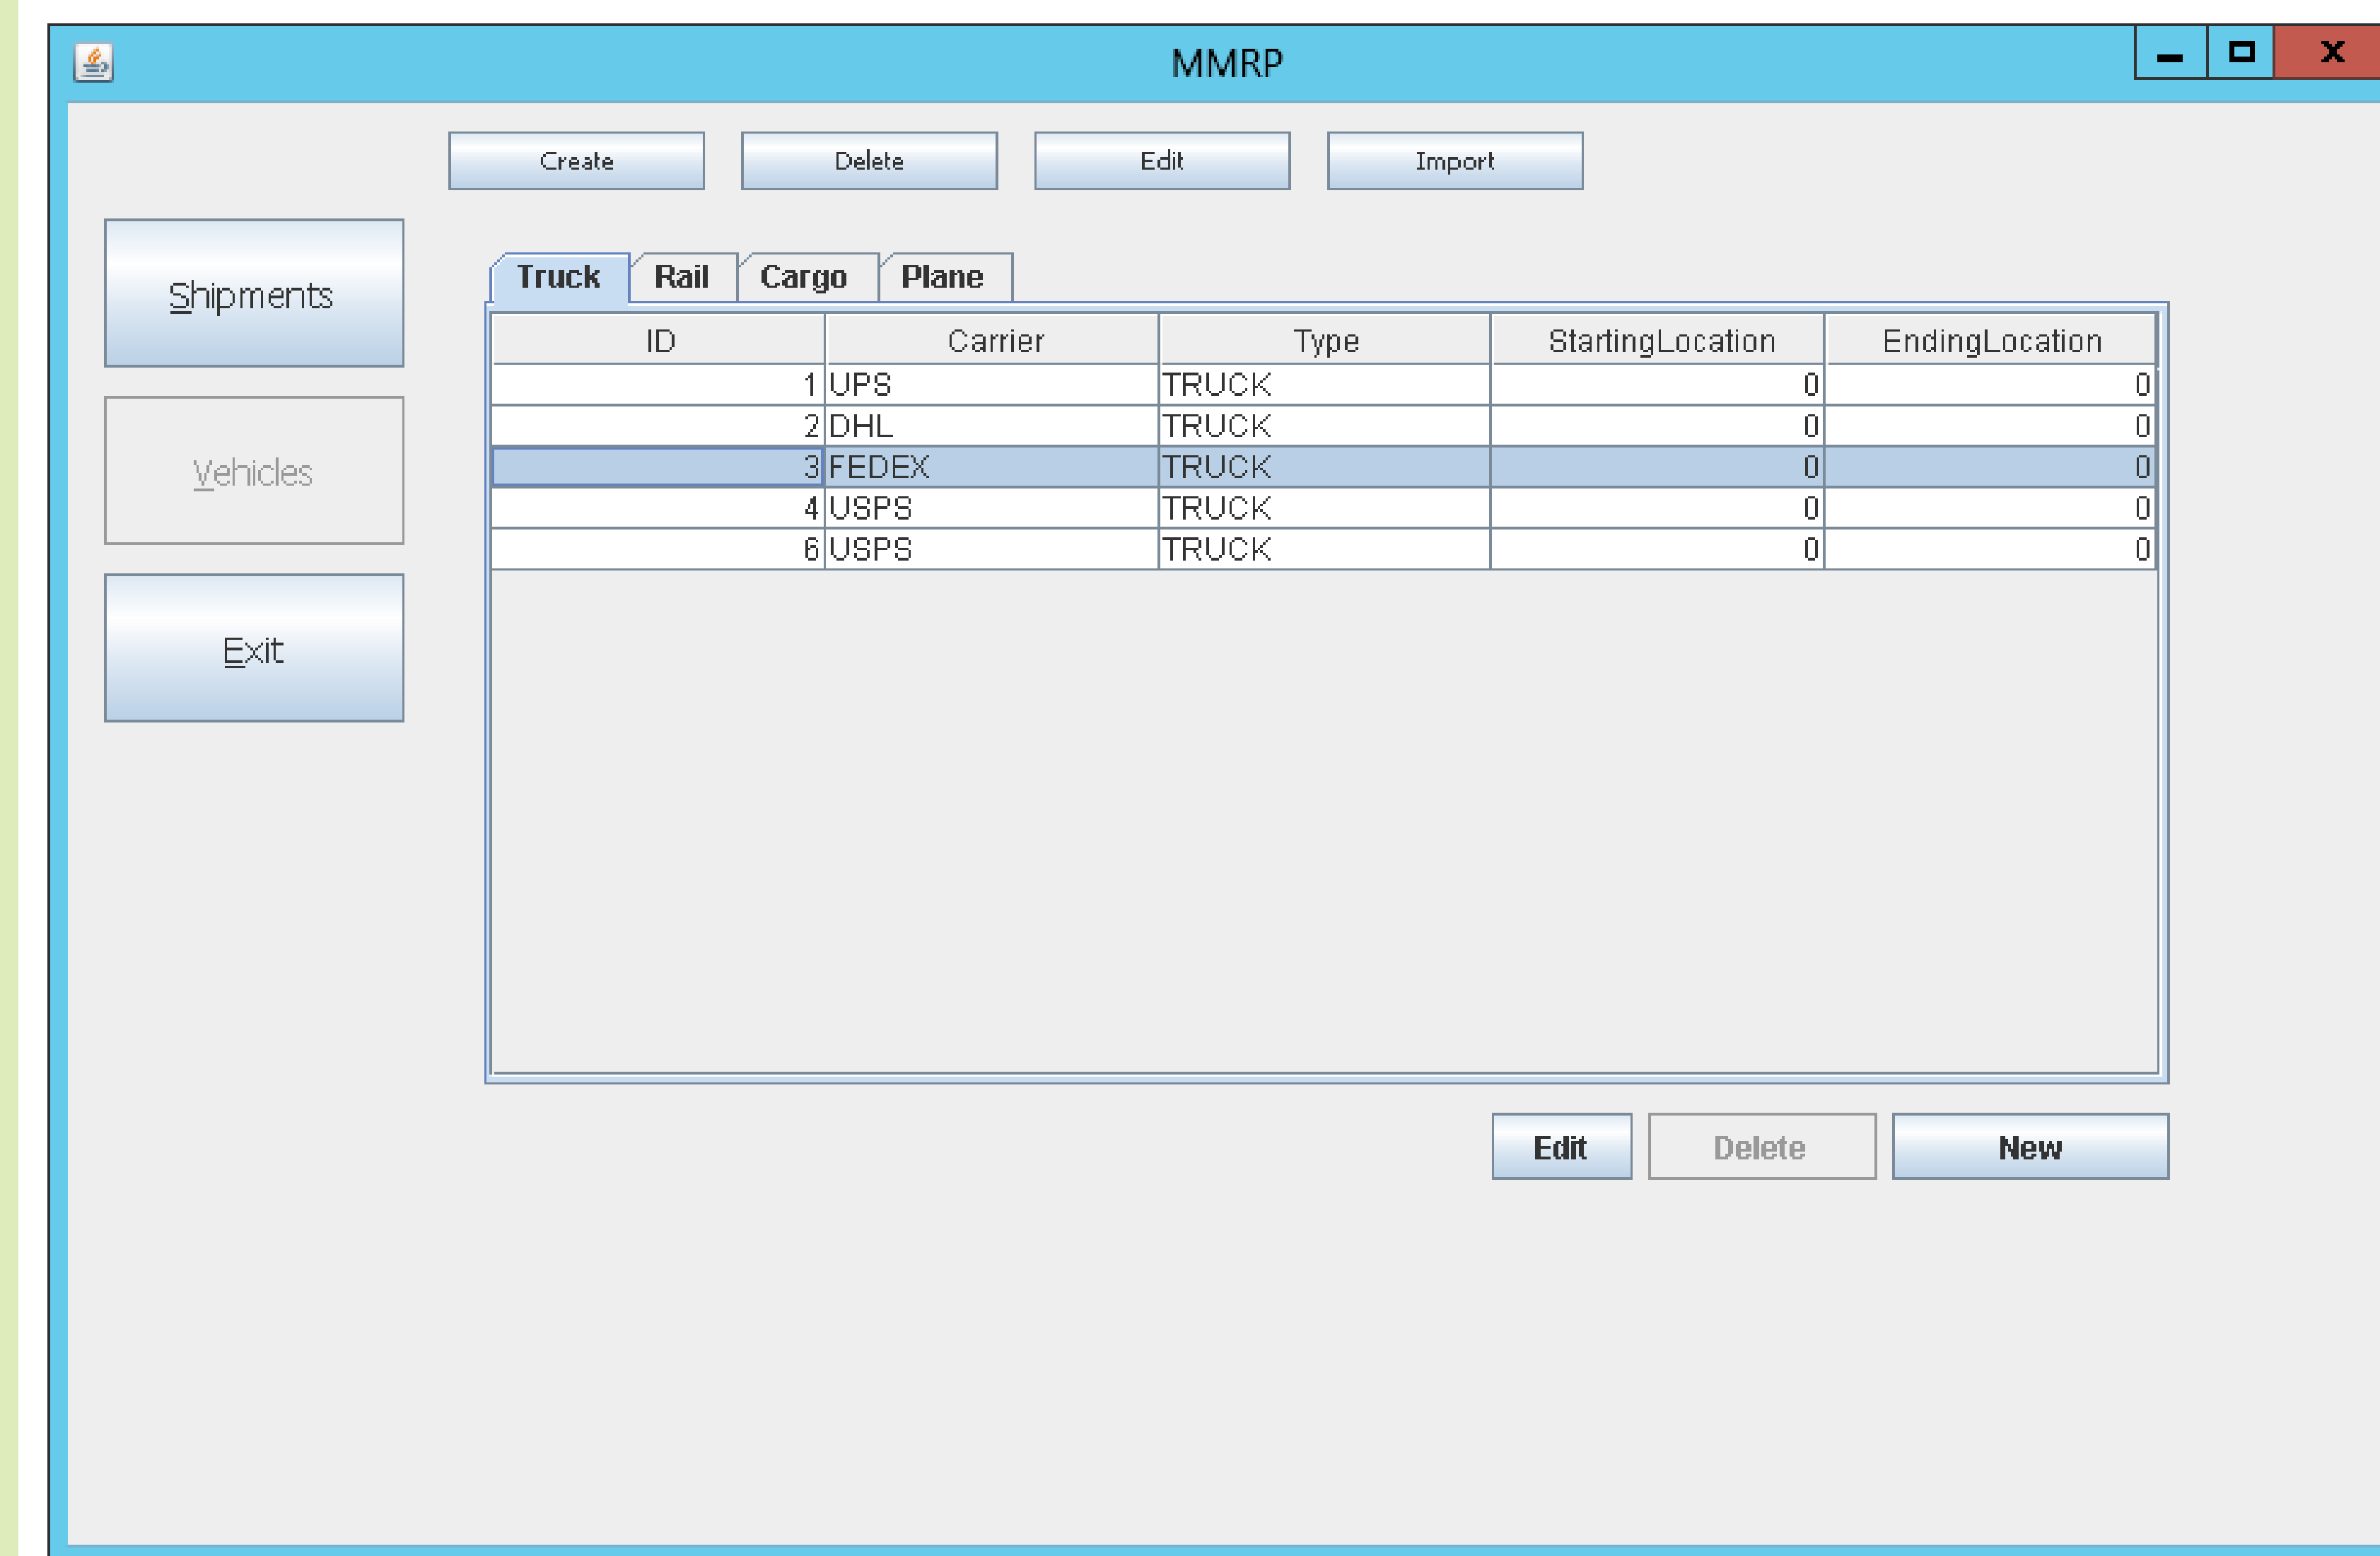 MMRP
Create Delete Edit Import
Shipments
Vehicles
Exit
Truck Rail Cargo Plane
ID Carrier Type StartingLocation EndingLocation
1 UPS TRUCK 0 0
2 DHL TRUCK 0 0
3 FEDEX TRUCK 0 0
4 USPS TRUCK 0 0
6 USPS TRUCK 0 0
Edit Delete New